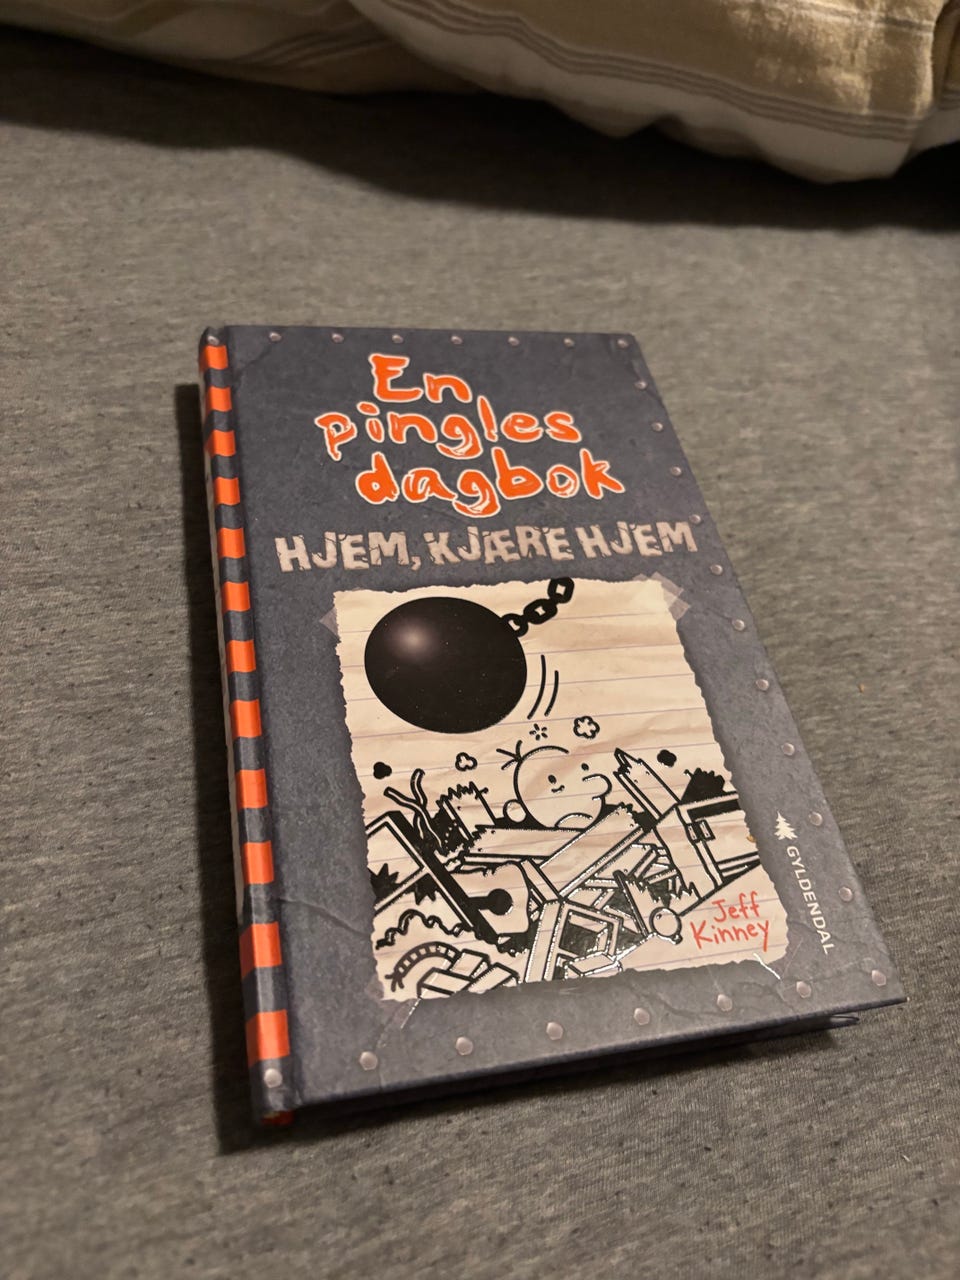 En
pingles
dagbok
HJEM, KJÆRE HJEM
Jeff
Kinney
GYLDENDAL